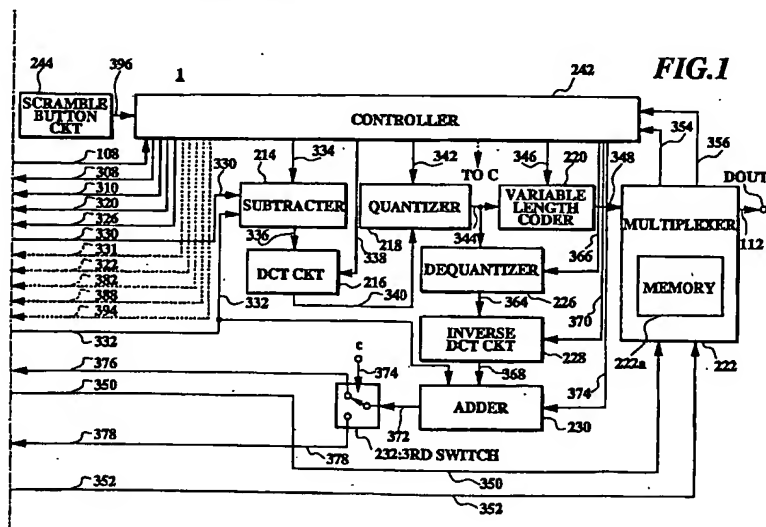 FIG.1
244
396
1
242
SCRAMBLE
BUTTON
CKT
CONTROLLER
354
356
108
308
310
320
326
330
331
322
382
388
394
332
376
350
378
352
330
214
334
342
TO C
346
220
348
DOUT
112
SUBTRACTER
QUANTIZER
VARIABLE
LENGTH
CODER
MULTIPLEXER
336
338
218
344
366
DCT CKT
216
340
332
DEQUANTIZER
226
364
370
MEMORY
INVERSE
DCT CKT
228
222a
222
c
374
368
374
ADDER
230
372
378
232:3RD SWITCH
350
352